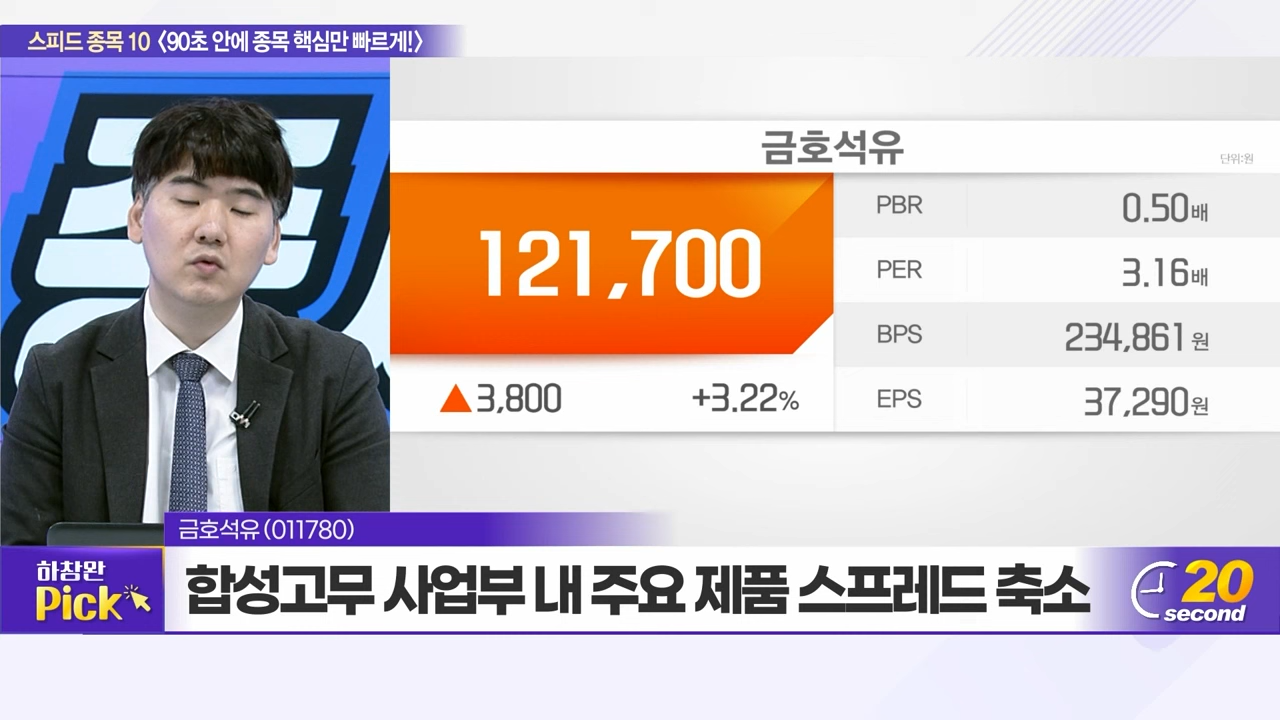 스피드 종목 10 <90초 안에 종목 핵심만 빠르게!>
금호석유
단위:원
121,700
▲3,800 +3.22%
PBR 0.50배
PER 3.16배
BPS 234,861원
EPS 37,290원
금호석유(011780)
하창완
Pick
합성고무 사업부 내 주요 제품 스프레드 축소
20
second